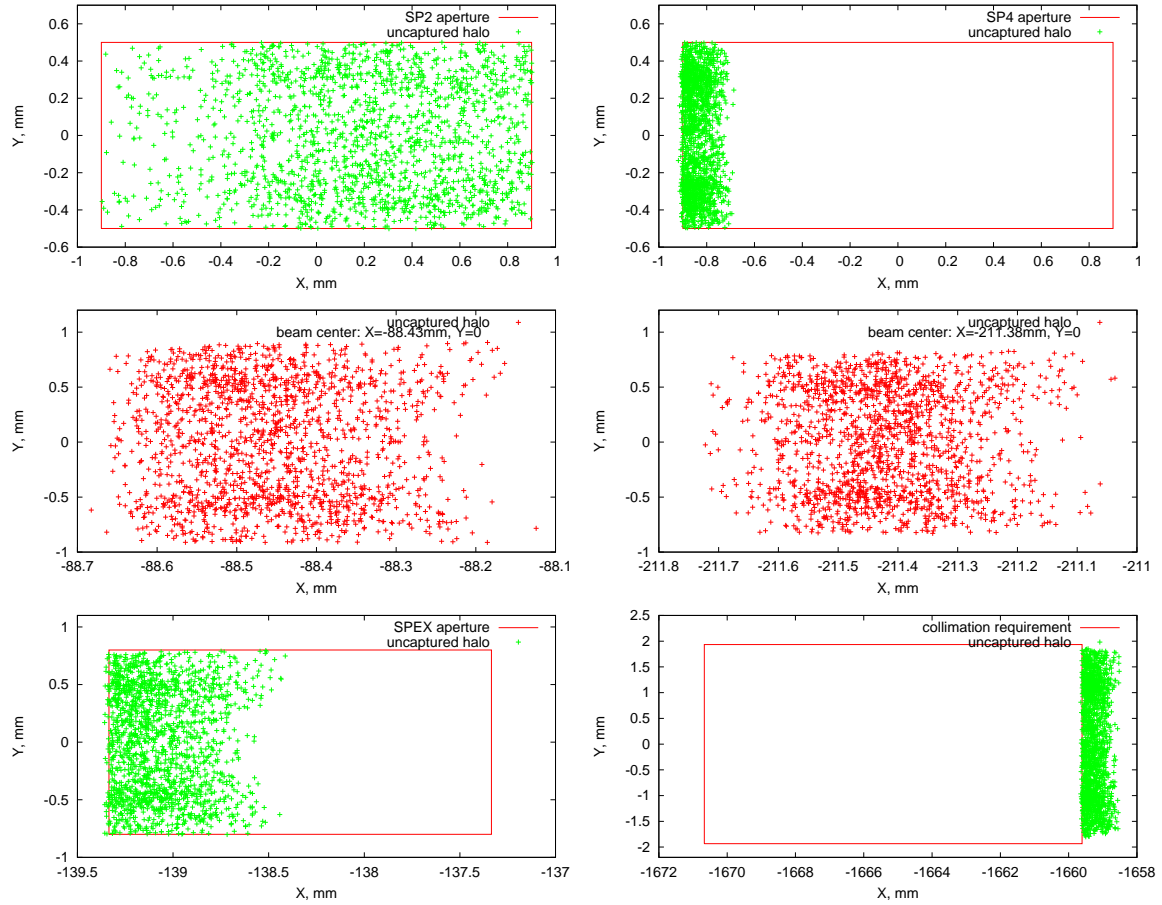 SP2 aperture
uncaptured halo
0.6
0.4
0.2
0
-0.2
-0.4
-0.6
Y, mm
-1 -0.8 -0.6 -0.4 -0.2 0 0.2 0.4 0.6 0.8 1
X, mm
SP4 aperture
uncaptured halo
0.6
0.4
0.2
0
-0.2
-0.4
-0.6
Y, mm
-1 -0.8 -0.6 -0.4 -0.2 0 0.2 0.4 0.6 0.8 1
X, mm
uncaptured halo
beam center: X=-88.43mm, Y=0
1
0.5
0
-0.5
-1
Y, mm
-88.7 -88.6 -88.5 -88.4 -88.3 -88.2 -88.1
X, mm
uncaptured halo
beam center: X=-211.38mm, Y=0
1
0.5
0
-0.5
-1
Y, mm
-211.8 -211.7 -211.6 -211.5 -211.4 -211.3 -211.2 -211.1 -211
X, mm
SPEX aperture
uncaptured halo
1
0.5
0
-0.5
-1
Y, mm
-139.5 -139 -138.5 -138 -137.5 -137
X, mm
collimation requirement
uncaptured halo
2.5
2
1.5
1
0.5
0
-0.5
-1
-1.5
-2
Y, mm
-1672 -1670 -1668 -1666 -1664 -1662 -1660 -1658
X, mm